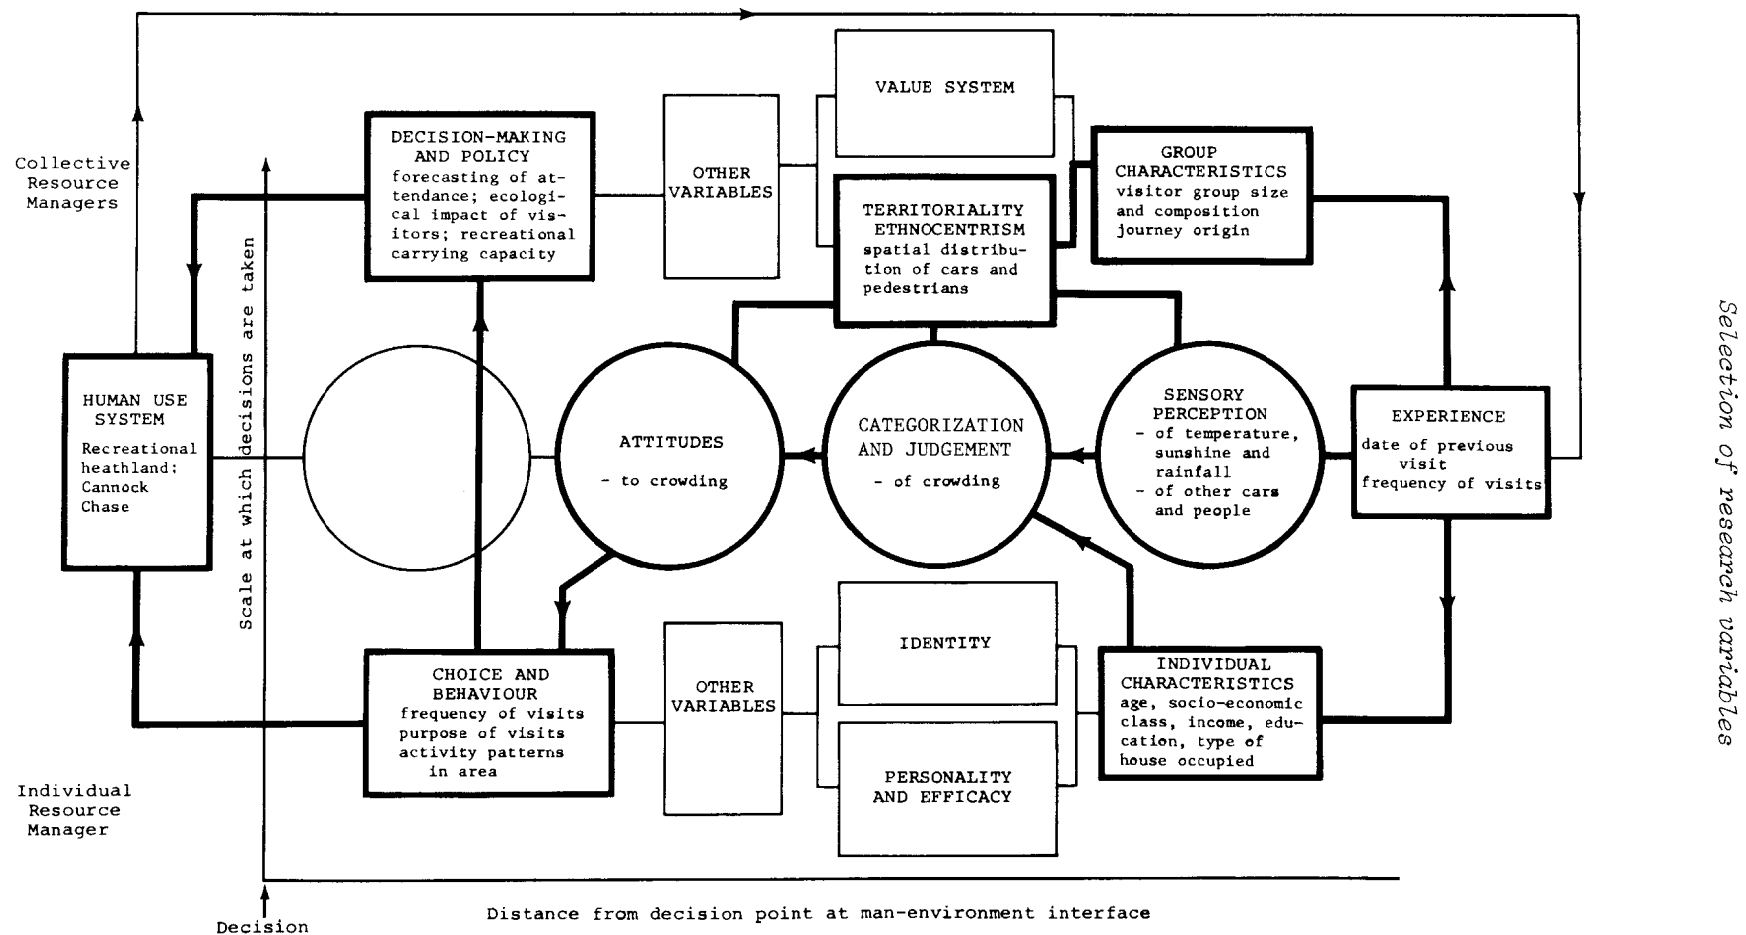 VALUE SYSTEM
DECISION-MAKING
AND POLICY
forecasting of at-
tendance; ecologi-
cal impact of vis-
itors; recreational
carrying capacity
OTHER
VARIABLES
GROUP
CHARACTERISTICS
visitor group size
and composition
journey origin
Collective
Resource
Managers
TERRITORIALITY
ETHNOCENTRISM
spatial distribu-
tion of cars and
pedestrians
Scale at which decisions are taken
HUMAN USE
SYSTEM
Recreational
heathland;
Cannock
Chase
ATTITUDES
- to crowding
CATEGORIZATION
AND JUDGEMENT
- of crowding
SENSORY
PERCEPTION
- of temperature,
sunshine and
rainfall
- of other cars
and people
EXPERIENCE
date of previous
visit
frequency of visits
CHOICE AND
BEHAVIOUR
frequency of visits
purpose of visits
activity patterns
in area
OTHER
VARIABLES
IDENTITY
PERSONALITY
AND EFFICACY
INDIVIDUAL
CHARACTERISTICS
age, socio-economic
class, income, edu-
cation, type of
house occupied
Individual
Resource
Manager
Decision
Distance from decision point at man-environment interface
Selection of research variables